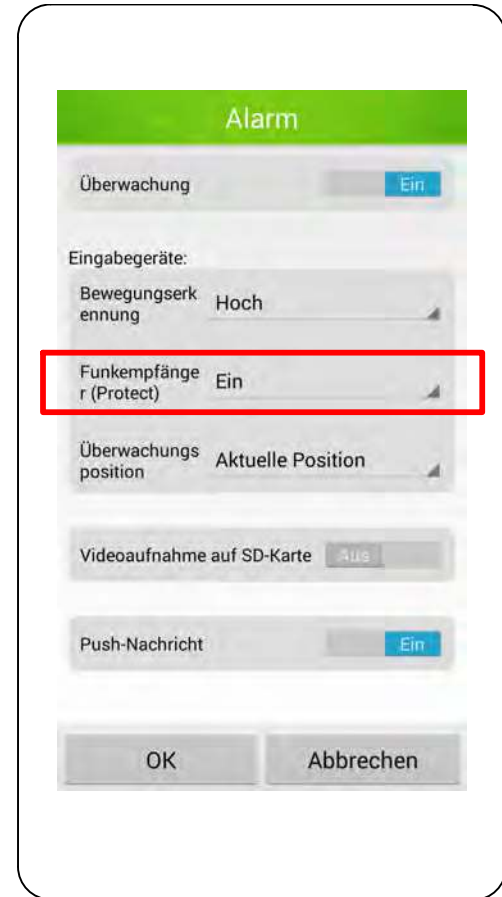 Alarm
Überwachung Ein
Eingabegeräte:
Bewegungserk
ennung Hoch
Funkempfänge
r (Protect) Ein
Überwachungs
position Aktuelle Position
Videoaufnahme auf SD-Karte Aus
Push-Nachricht Ein
OK Abbrechen